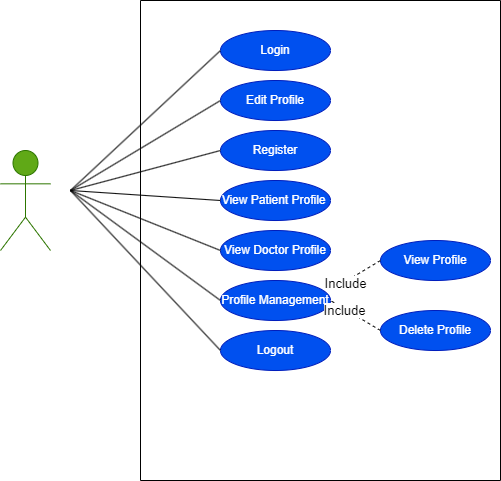 Login
Edit Profile
Register
View Patient Profile
View Doctor Profile
View Profile
Include
Profile Management
Include
Delete Profile
Logout